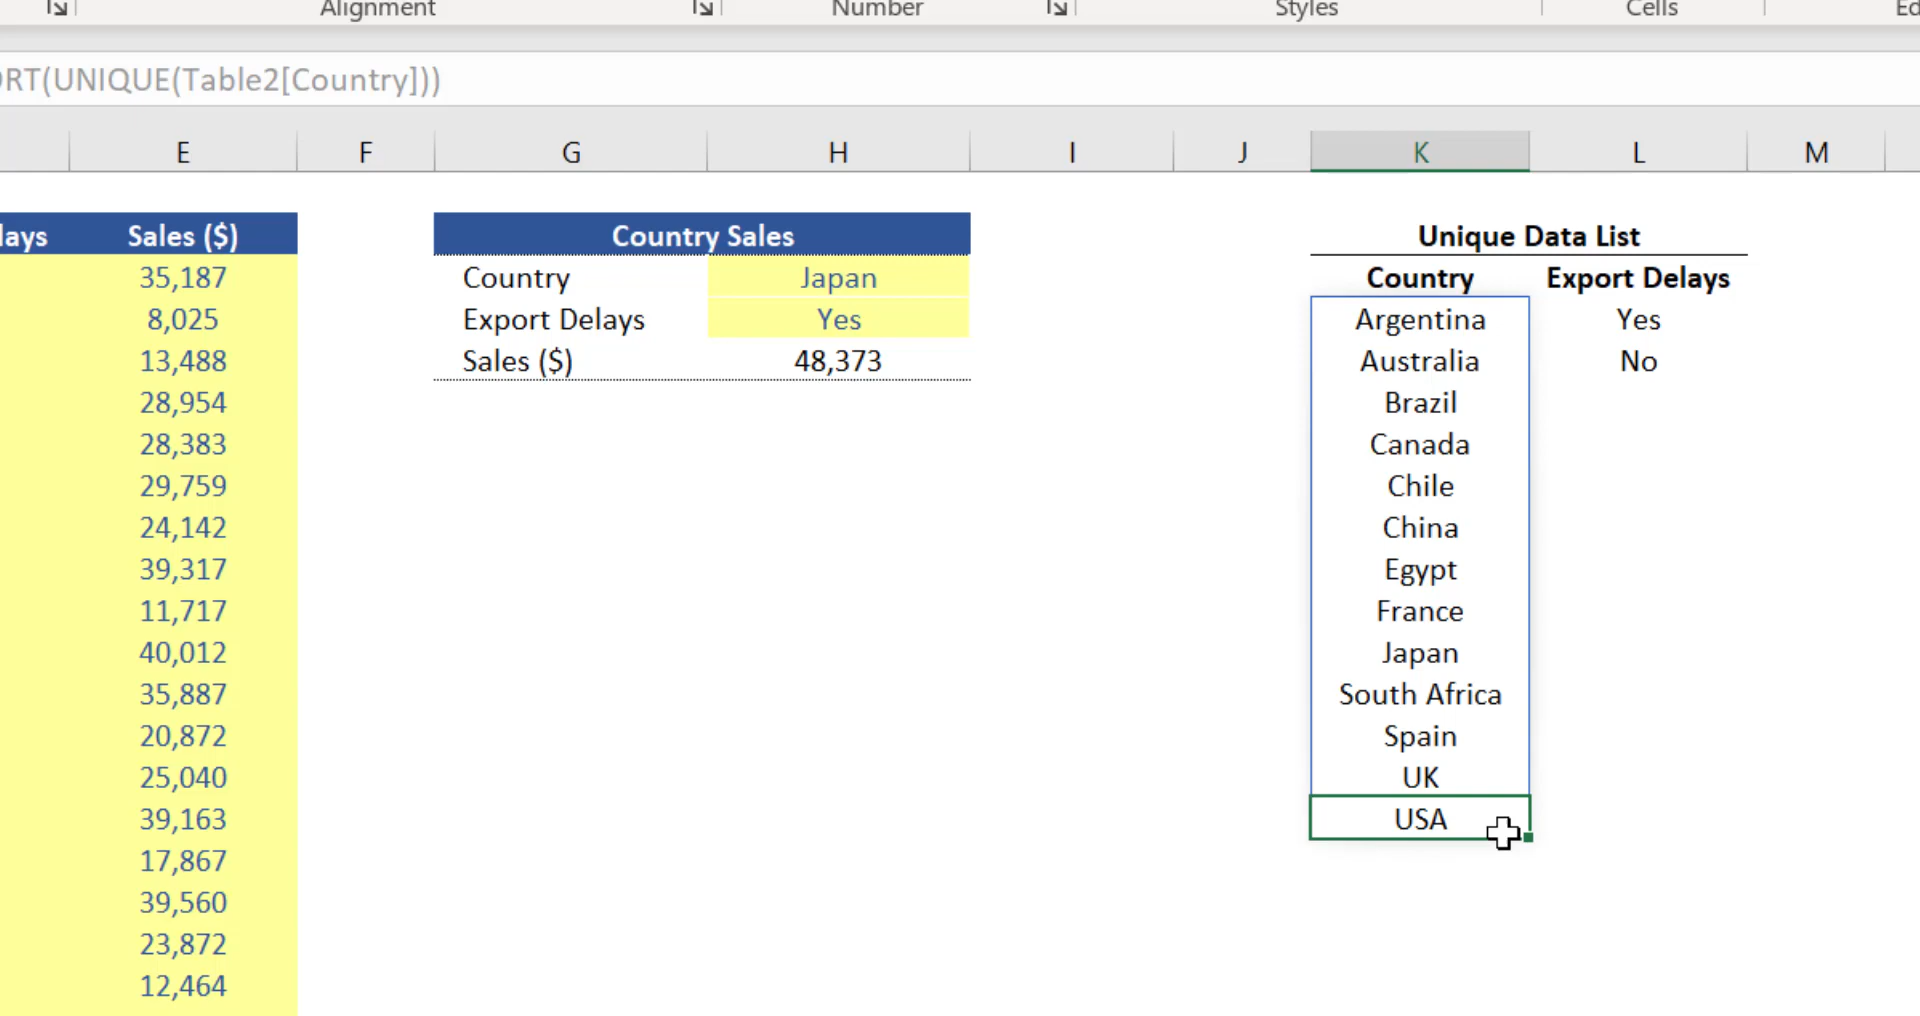 Alignment Number Styles Cells Ed
ORT(UNIQUE(Table2[Country]))
E F G H I J K L M
lays Sales ($) Country Sales Unique Data List
35,187 Country Japan Country Export Delays
8,025 Export Delays Yes Argentina Yes
13,488 Sales ($) 48,373 Australia No
28,954 Brazil
28,383 Canada
29,759 Chile
24,142 China
39,317 Egypt
11,717 France
40,012 Japan
35,887 South Africa
20,872 Spain
25,040 UK
39,163 USA
17,867
39,560
23,872
12,464